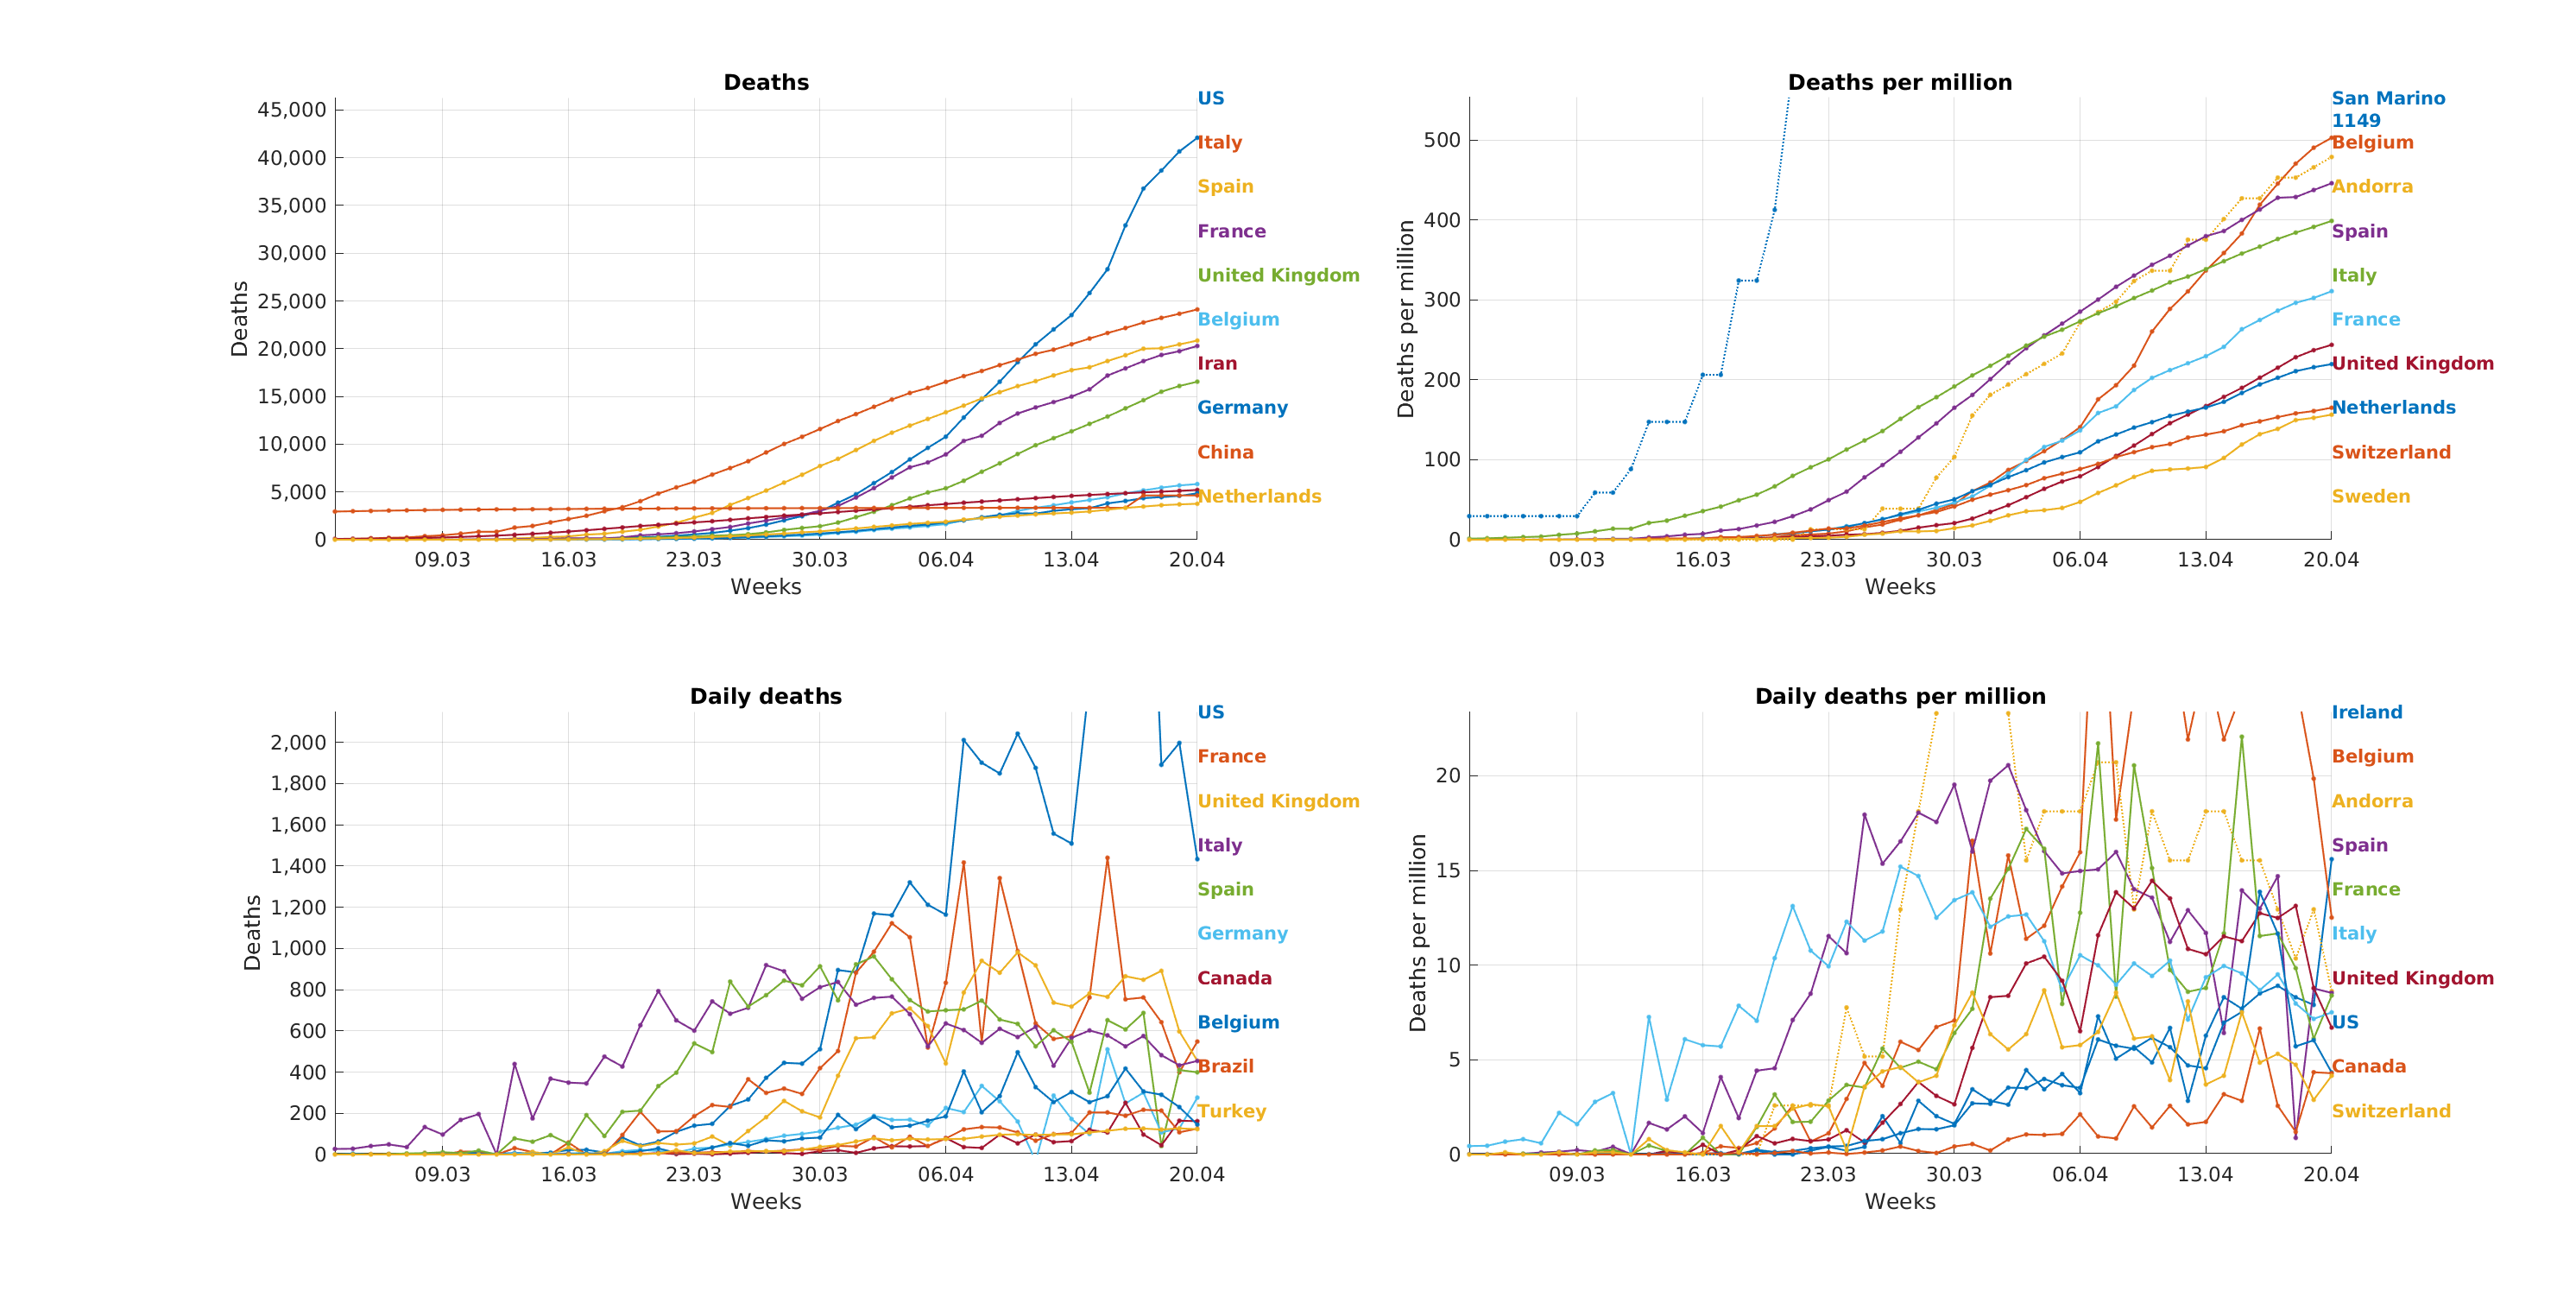 Deaths
45,000
40,000
35,000
30,000
25,000
20,000
15,000
10,000
5,000
0
Deaths
09.03 16.03 23.03 30.03 06.04 13.04 20.04
Weeks
US
Italy
Spain
France
United Kingdom
Belgium
Iran
Germany
China
Netherlands
Deaths per million
500
400
300
200
100
0
Deaths per million
09.03 16.03 23.03 30.03 06.04 13.04 20.04
Weeks
San Marino
1149
Belgium
Andorra
Spain
Italy
France
United Kingdom
Netherlands
Switzerland
Sweden
Daily deaths
2,000
1,800
1,600
1,400
1,200
1,000
800
600
400
200
0
Deaths
09.03 16.03 23.03 30.03 06.04 13.04 20.04
Weeks
US
France
United Kingdom
Italy
Spain
Germany
Canada
Belgium
Brazil
Turkey
Daily deaths per million
20
15
10
5
0
Deaths per million
09.03 16.03 23.03 30.03 06.04 13.04 20.04
Weeks
Ireland
Belgium
Andorra
Spain
France
Italy
United Kingdom
US
Canada
Switzerland